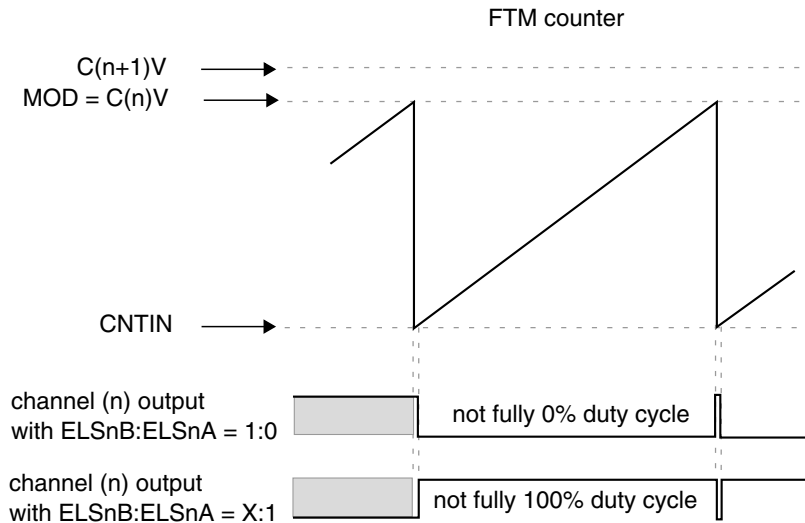 FTM counter
C(n+1)V
MOD = C(n)V
CNTIN
channel (n) output
with ELSnB:ELSnA = 1:0
not fully 0% duty cycle
channel (n) output
with ELSnB:ELSnA = X:1
not fully 100% duty cycle